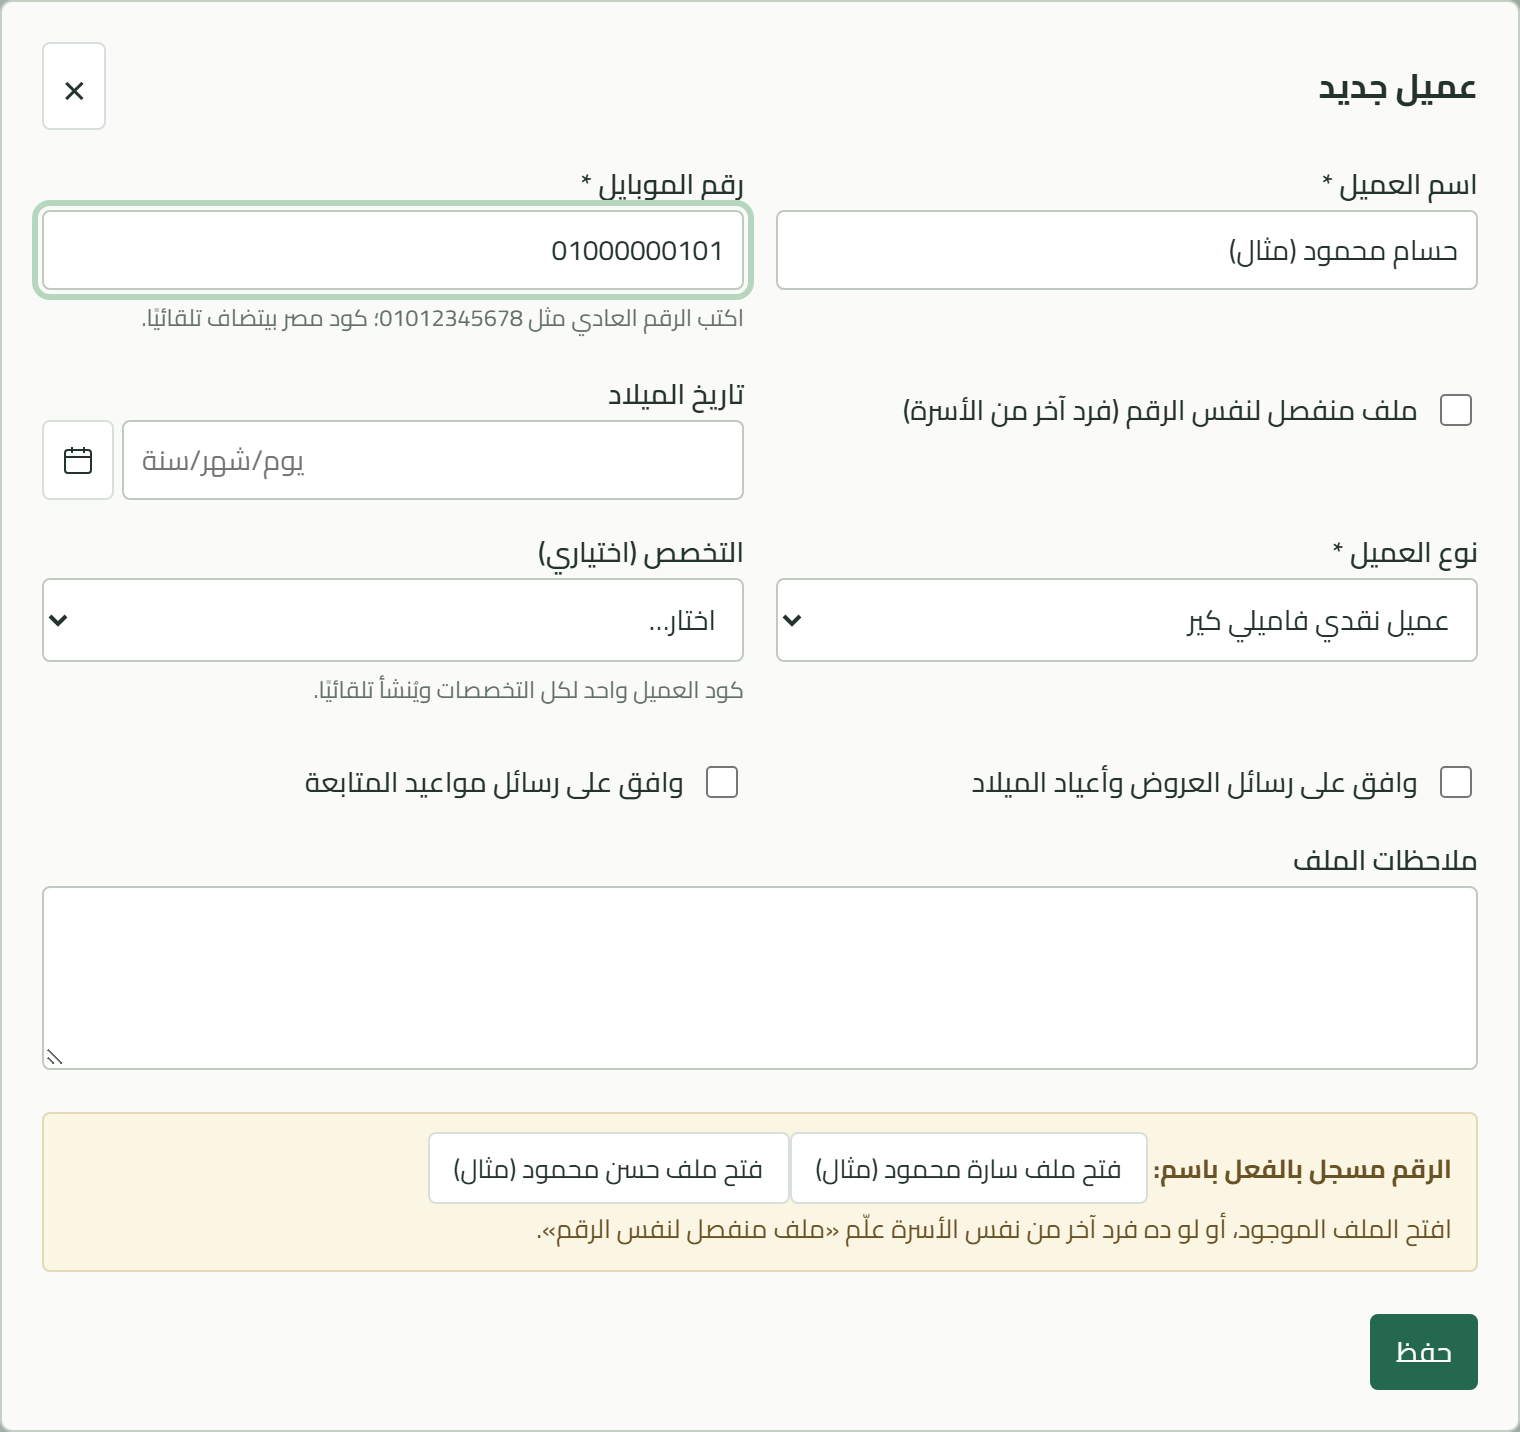 عميل جديد
×
اسم العميل *
حسام محمود (مثال)
رقم الموبايل *
01000000101
اكتب الرقم العادي مثل 01012345678؛ كود مصر بيتضاف تلقائيًا.
ملف منفصل لنفس الرقم (فرد آخر من الأسرة)
تاريخ الميلاد
يوم/شهر/سنة
نوع العميل *
عميل نقدي فاميلي كير
التخصص (اختياري)
اختار...
كود العميل واحد لكل التخصصات ويُنشأ تلقائيًا.
وافق على رسائل العروض وأعياد الميلاد
وافق على رسائل مواعيد المتابعة
ملاحظات الملف
الرقم مسجل بالفعل باسم: فتح ملف سارة محمود (مثال) فتح ملف حسن محمود (مثال)
افتح الملف الموجود، أو لو ده فرد آخر من نفس الأسرة علّم «ملف منفصل لنفس الرقم».
حفظ